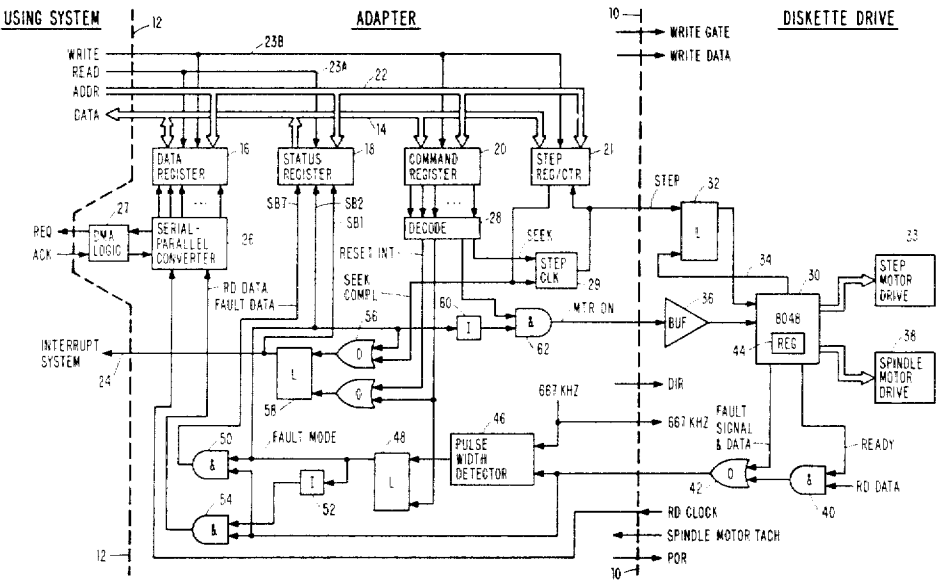 USING SYSTEM
12
ADAPTER
10
DISKETTE DRIVE
WRITE
23B
WRITE GATE
READ
23A
WRITE DATA
ADDR
22
DATA
14
DATA REGISTER
16
STATUS REGISTER
18
COMMAND REGISTER
20
STEP REG/CTR
21
STEP
32
L
SB7
SB2
SB1
...
...
27
REQ
ACK
DMA LOGIC
SERIAL-PARALLEL CONVERTER
26
DECODE
28
SEEK
STEP CLK
29
RESET INT
SEEK COMPL
RD DATA
FAULT DATA
34
30
33
STEP MOTOR DRIVE
8048
44
REG
36
BUF
38
SPINDLE MOTOR DRIVE
60
I
&
62
MTR ON
56
O
INTERRUPT SYSTEM
24
L
58
O
667 KHZ
DIR
667 KHZ
FAULT SIGNAL & DATA
READY
50
&
FAULT MODE
48
L
46
PULSE WIDTH DETECTOR
I
52
54
&
O
42
&
40
RD DATA
RD CLOCK
SPINDLE MOTOR TACH
12
10
POR